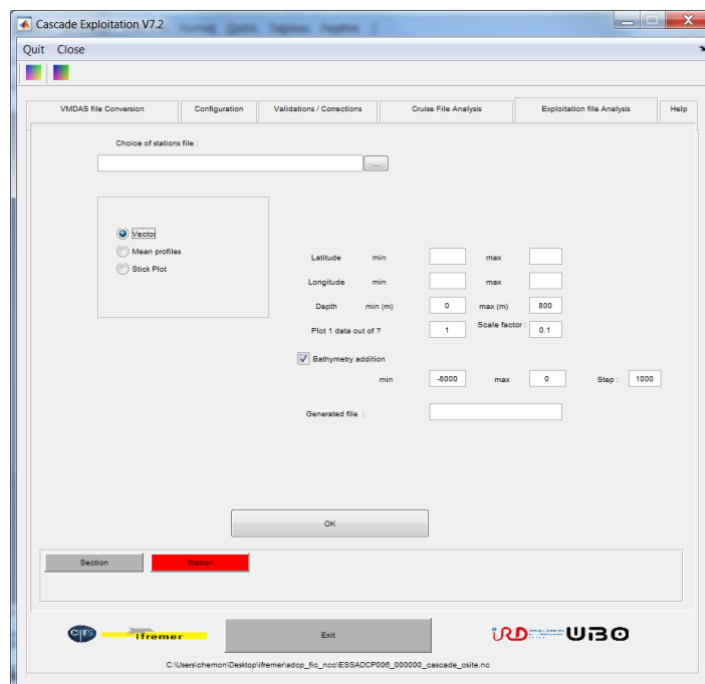 Cascade Exploitation V7.2
Quit Close
VMDAS file Conversion Configuration Validations / Corrections Cruise File Analysis Exploitation file Analysis Help
Choice of stations file :
...
Vector
Mean profiles
Stick Plot
Latitude min max
Longitude min max
Depth min (m) 0 max (m) 800
Plot 1 data out of ? 1 Scale factor : 0.1
Bathymetry addition
min -8000 max 0 Step : 1000
Generated file :
OK
Section Station
cnrs Ifremer Exit IRD UBO
C:\Users\chemon\Desktop\ifremer\adcp_fic_ncc\ESSADCP006_000000_cascade_osite.nc